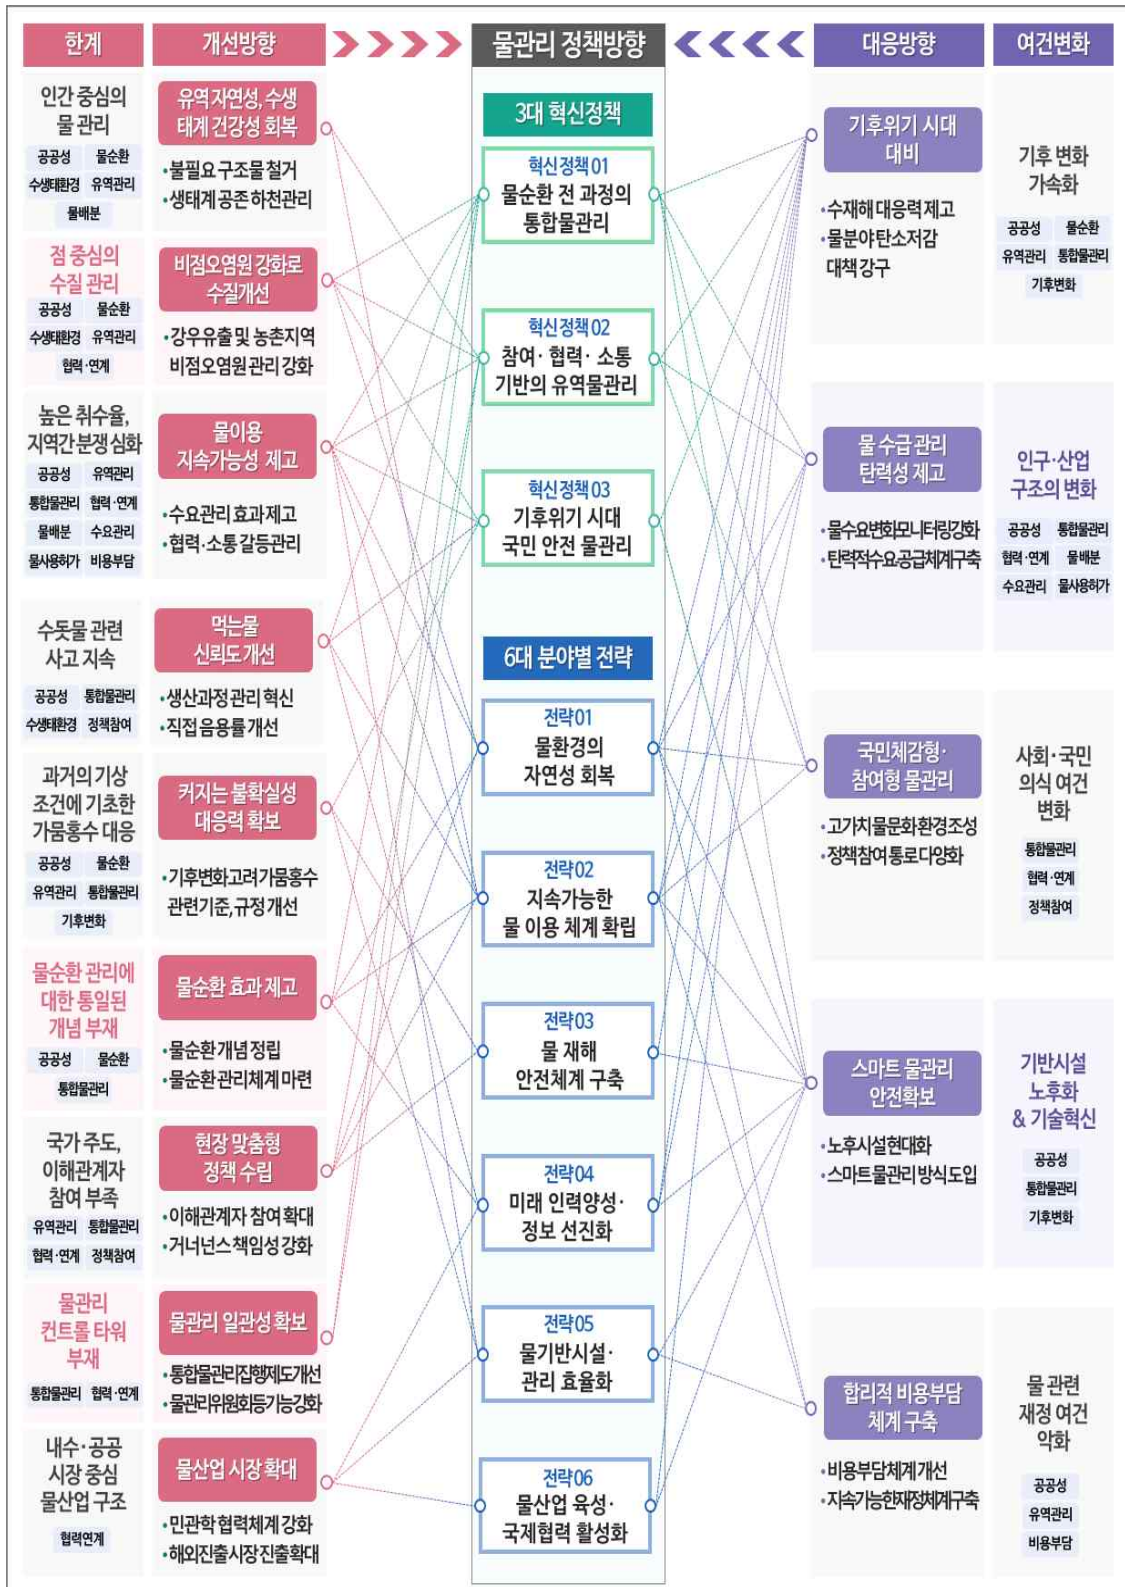 한계
개선방향
물관리 정책방향
대응방향
여건변화
인간 중심의
물 관리
공공성 물순환
수생태환경 유역관리
물배분
유역 자연성, 수생
태계 건강성 회복
•불필요 구조물 철거
•생태계 공존 하천관리
점 중심의
수질 관리
공공성 물순환
수생태환경 유역관리
협력·연계
비점오염원 강화로
수질개선
•강우유출 및 농촌지역
비점오염원 관리 강화
높은 취수율,
지역간 분쟁 심화
공공성 유역관리
통합물관리 협력·연계
물배분 수요관리
물사용허가 비용부담
물이용
지속가능성 제고
•수요관리 효과 제고
•협력·소통 갈등관리
수돗물 관련
사고 지속
공공성 통합물관리
수생태환경 정책참여
먹는물
신뢰도 개선
•생산과정 관리 혁신
•직접 음용률 개선
과거의 기상
조건에 기초한
가뭄홍수 대응
공공성 물순환
유역관리 통합물관리
기후변화
커지는 불확실성
대응력 확보
•기후변화고려 가뭄홍수
관련기준, 규정 개선
물순환 관리에
대한 통일된
개념 부재
공공성 물순환
통합물관리
물순환 효과 제고
•물순환 개념 정립
•물순환 관리체계 마련
국가 주도,
이해관계자
참여 부족
유역관리 통합물관리
협력·연계 정책참여
현장 맞춤형
정책 수립
•이해관계자 참여 확대
•거너넌스 책임성 강화
물관리
컨트롤 타워
부재
통합물관리 협력·연계
물관리 일관성 확보
•통합물관리집행제도개선
•물관리위원회등기능강화
내수·공공
시장 중심
물산업 구조
협력연계
물산업 시장 확대
•민관학 협력체계 강화
•해외진출시장 진출확대
3대 혁신정책
혁신정책 01
물순환 전 과정의
통합물관리
혁신정책 02
참여· 협력· 소통
기반의 유역물관리
혁신정책 03
기후위기 시대
국민 안전 물관리
6대 분야별 전략
전략 01
물환경의
자연성 회복
전략 02
지속가능한
물 이용 체계 확립
전략 03
물 재해
안전체계 구축
전략 04
미래 인력양성·
정보 선진화
전략 05
물기반시설·
관리 효율화
전략 06
물산업 육성·
국제협력 활성화
기후위기 시대
대비
•수재해 대응력 제고
•물분야 탄소저감
대책 강구
기후 변화
가속화
공공성 물순환
유역관리 통합물관리
기후변화
물 수급 관리
탄력성 제고
•물수요변화모니터링강화
•탄력적수요·공급체계구축
인구·산업
구조의 변화
공공성 통합물관리
협력·연계 물배분
수요관리 물사용허가
국민체감형·
참여형 물관리
•고가치 물문화 환경조성
•정책 참여 통로 다양화
사회·국민
의식 여건
변화
통합물관리
협력·연계
정책참여
스마트 물관리
안전확보
•노후시설현대화
•스마트 물관리 방식 도입
기반시설
노후화
& 기술혁신
공공성
통합물관리
기후변화
합리적 비용부담
체계 구축
•비용부담체계 개선
•지속가능한재정체계구축
물 관련
재정 여건
악화
공공성
유역관리
비용부담